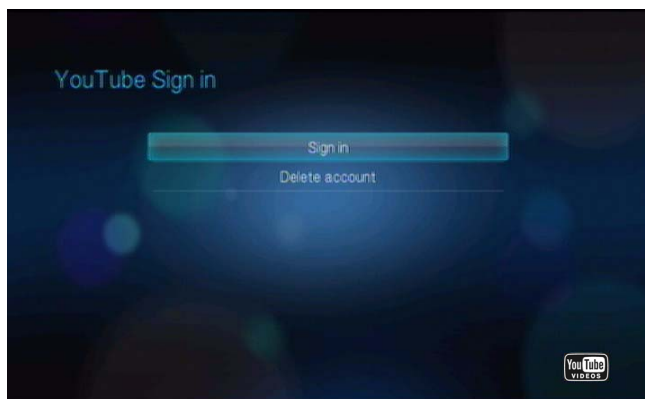 YouTube Sign in
Sign in
Delete account
You Tube
VIDEOS